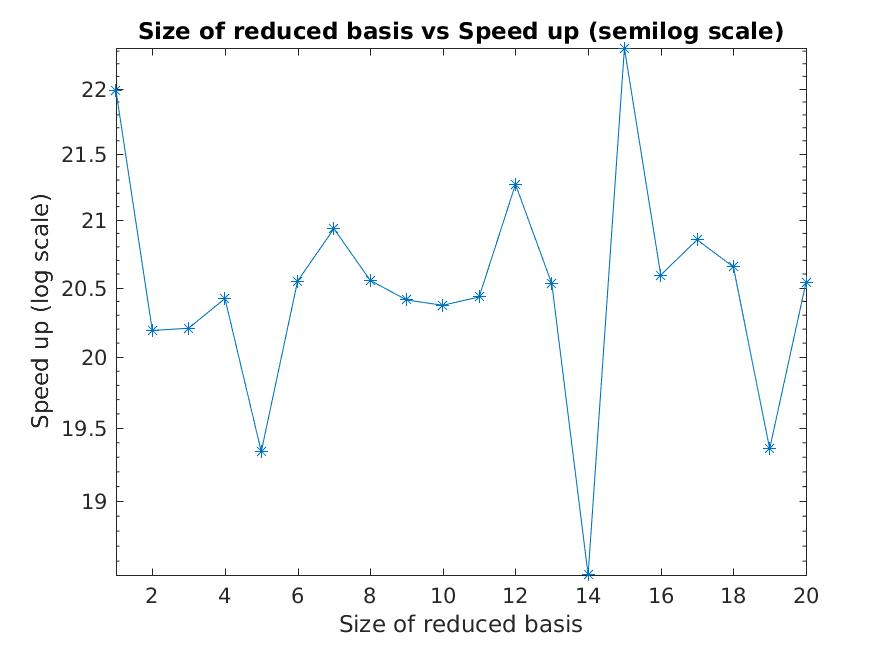 Size of reduced basis vs Speed up (semilog scale)
22
21.5
21
20.5
20
19.5
19
Speed up (log scale)
2 4 6 8 10 12 14 16 18 20
Size of reduced basis